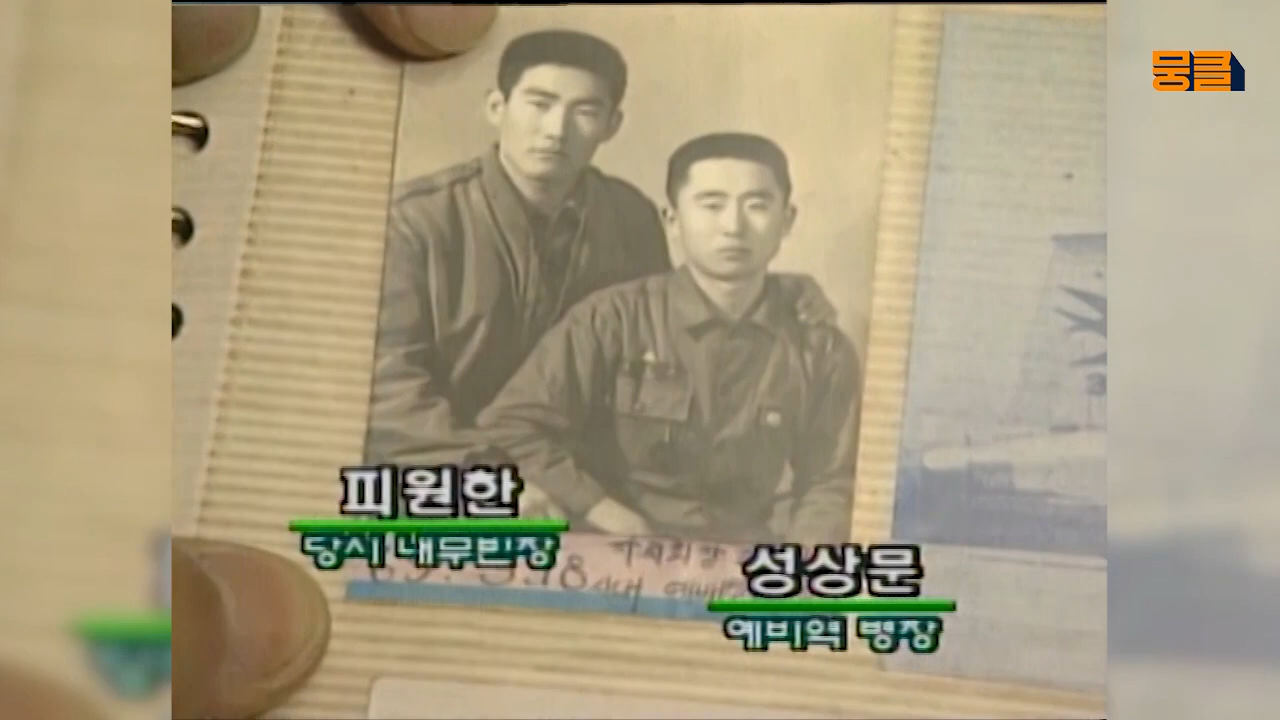 뭉클
피원한
당시 내무반장
성상문
예비역 병장